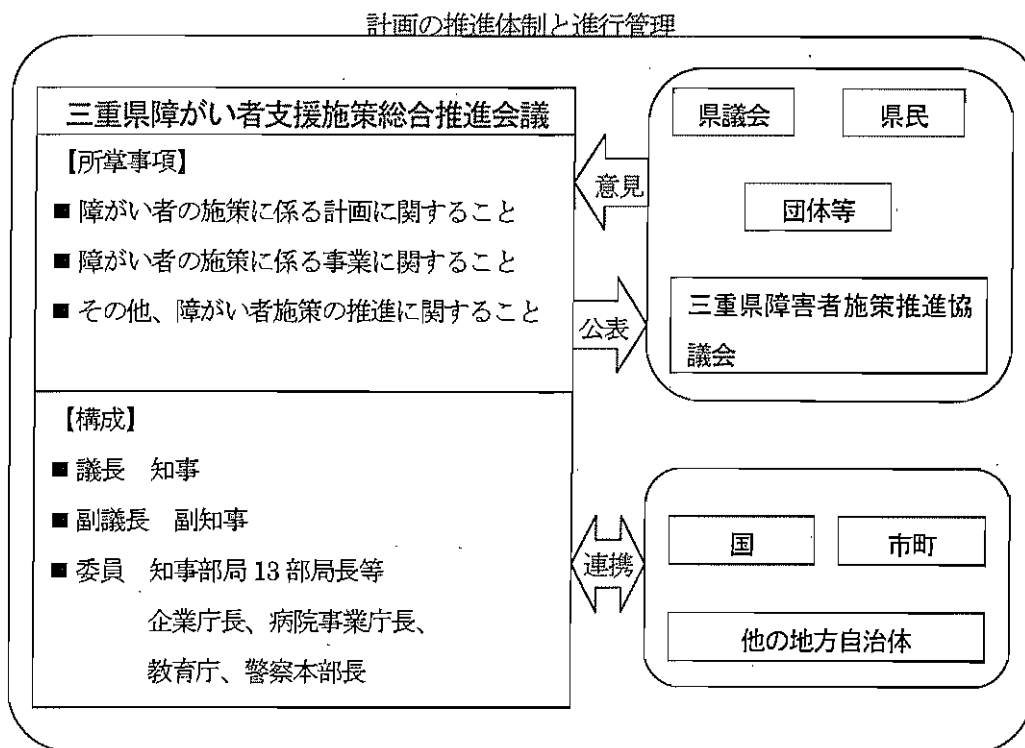 計画の推進体制と進行管理
三重県障がい者支援施策総合推進会議
【所掌事項】
■ 障がい者の施策に係る計画に関すること
■ 障がい者の施策に係る事業に関すること
■ その他、障がい者施策の推進に関すること
【構成】
■ 議長 知事
■ 副議長 副知事
■ 委員 知事部局 13 部局長等
企業庁長、病院事業庁長、
教育庁、警察本部長
意見
公表
連携
県議会
県民
団体等
三重県障害者施策推進協
議会
国
市町
他の地方自治体